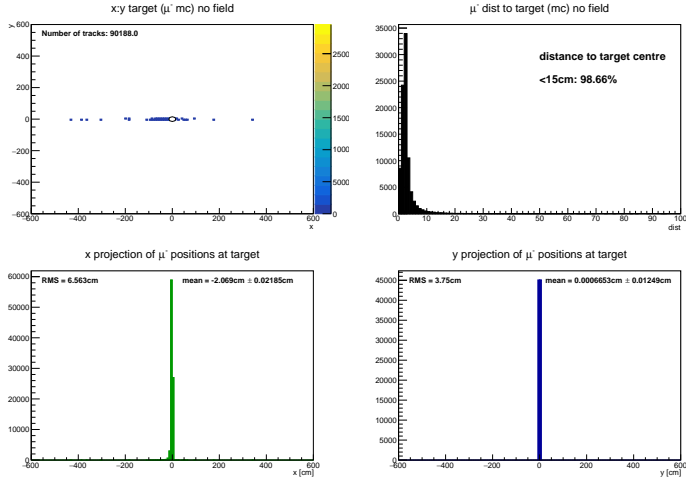 x:y target (μ- mc) no field
y
Number of tracks: 90188.0
600
400
200
0
−200
−400
−600
−600 −400 −200 0 200 400 600
x
25000
20000
15000
10000
5000
0
μ- dist to target (mc) no field
distance to target centre
<15cm: 98.66%
35000
30000
25000
20000
15000
10000
5000
0
0 10 20 30 40 50 60 70 80 90 100
dist
x projection of μ- positions at target
RMS = 6.563cm
mean = -2.069cm ± 0.02185cm
60000
50000
40000
30000
20000
10000
0
−600 −400 −200 0 200 400 600
x [cm]
y projection of μ- positions at target
RMS = 3.75cm
mean = 0.0006653cm ± 0.01249cm
45000
40000
35000
30000
25000
20000
15000
10000
5000
0
−600 −400 −200 0 200 400 600
y [cm]